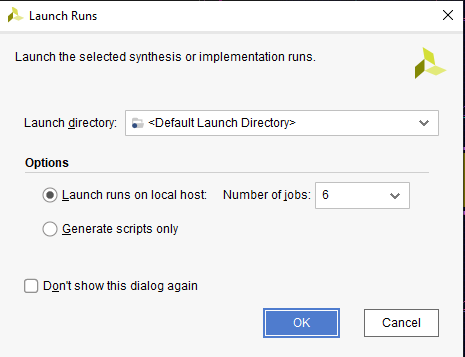 Launch Runs
Launch the selected synthesis or implementation runs.
Launch directory: <Default Launch Directory>
Options
Launch runs on local host: Number of jobs: 6
Generate scripts only
Don't show this dialog again
OK Cancel